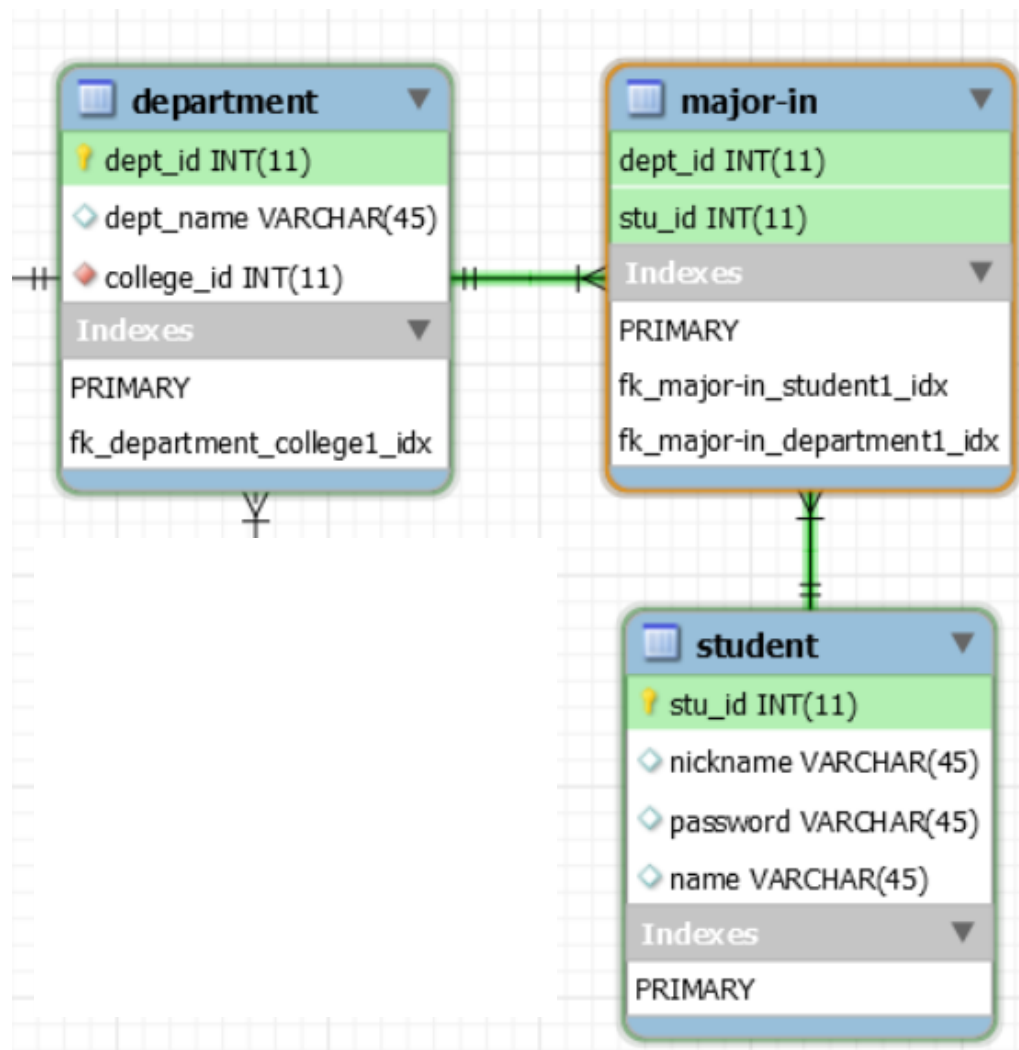 department
dept_id INT(11)
dept_name VARCHAR(45)
college_id INT(11)
Indexes
PRIMARY
fk_department_college1_idx
major-in
dept_id INT(11)
stu_id INT(11)
Indexes
PRIMARY
fk_major-in_student1_idx
fk_major-in_department1_idx
student
stu_id INT(11)
nickname VARCHAR(45)
password VARCHAR(45)
name VARCHAR(45)
Indexes
PRIMARY